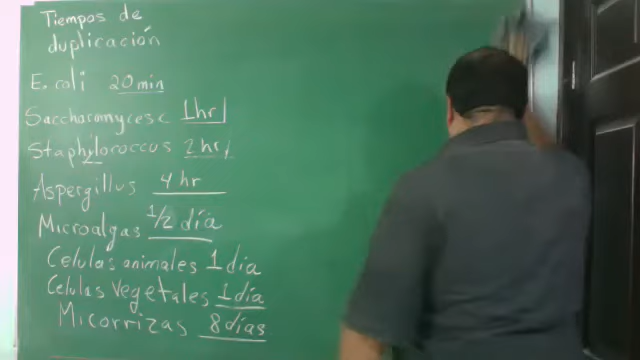 Tiempos de
duplicación
E. coli 20 min
Saccharomyces c 1hr
Staphylococcus 2 hr
Aspergillus 4 hr
Microalgas 1/2 día
Celulas animales 1 día
Celulas Vegetales 1 día
Micorrizas 8 días